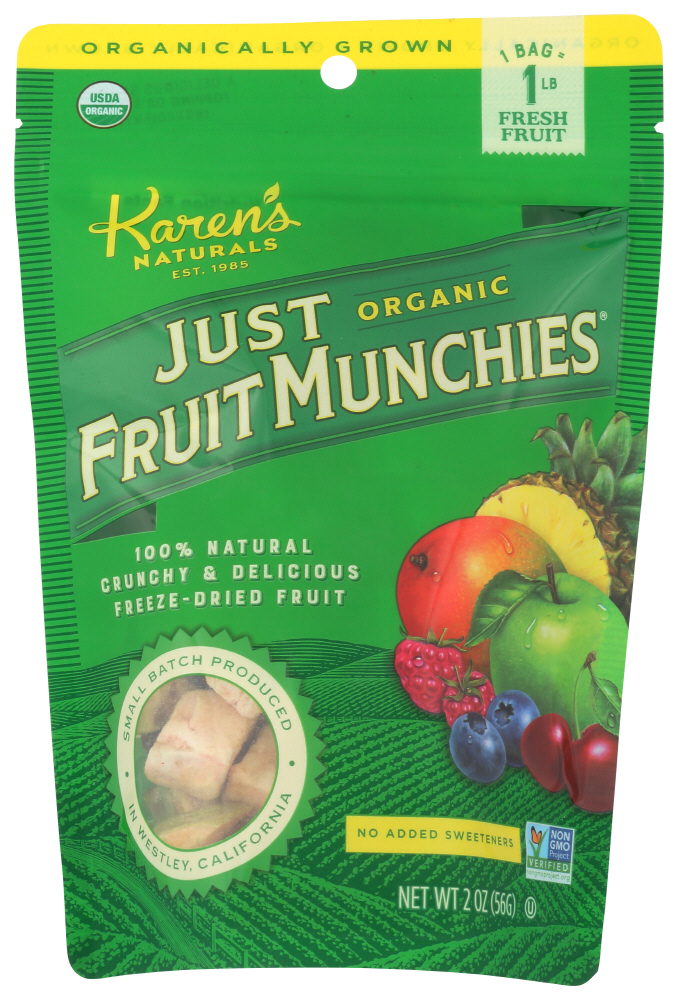 ORGANICALLY GROWN
1 BAG =
1 LB
FRESH
FRUIT
USDA
ORGANIC
Karen's
NATURALS
EST. 1985
JUST ORGANIC
FRUIT MUNCHIES®
100% NATURAL
CRUNCHY & DELICIOUS
FREEZE-DRIED FRUIT
SMALL BATCH PRODUCED
• IN WESTLEY, CALIFORNIA •
NO ADDED SWEETENERS
NON
GMO
Project
VERIFIED
nongmoproject.org
NET WT 2 OZ (56G) U